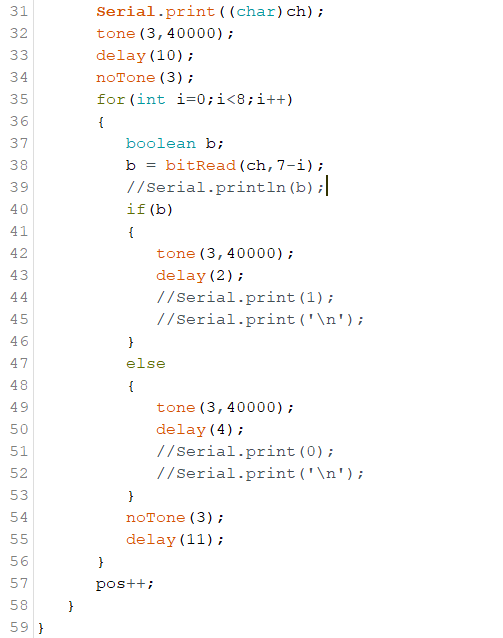 31 Serial.print((char)ch);
32 tone(3,40000);
33 delay(10);
34 noTone(3);
35 for(int i=0;i<8;i++)
36 {
37 boolean b;
38 b = bitRead(ch,7-i);
39 //Serial.println(b);
40 if(b)
41 {
42 tone(3,40000);
43 delay(2);
44 //Serial.print(1);
45 //Serial.print('\n');
46 }
47 else
48 {
49 tone(3,40000);
50 delay(4);
51 //Serial.print(0);
52 //Serial.print('\n');
53 }
54 noTone(3);
55 delay(11);
56 }
57 pos++;
58 }
59 }